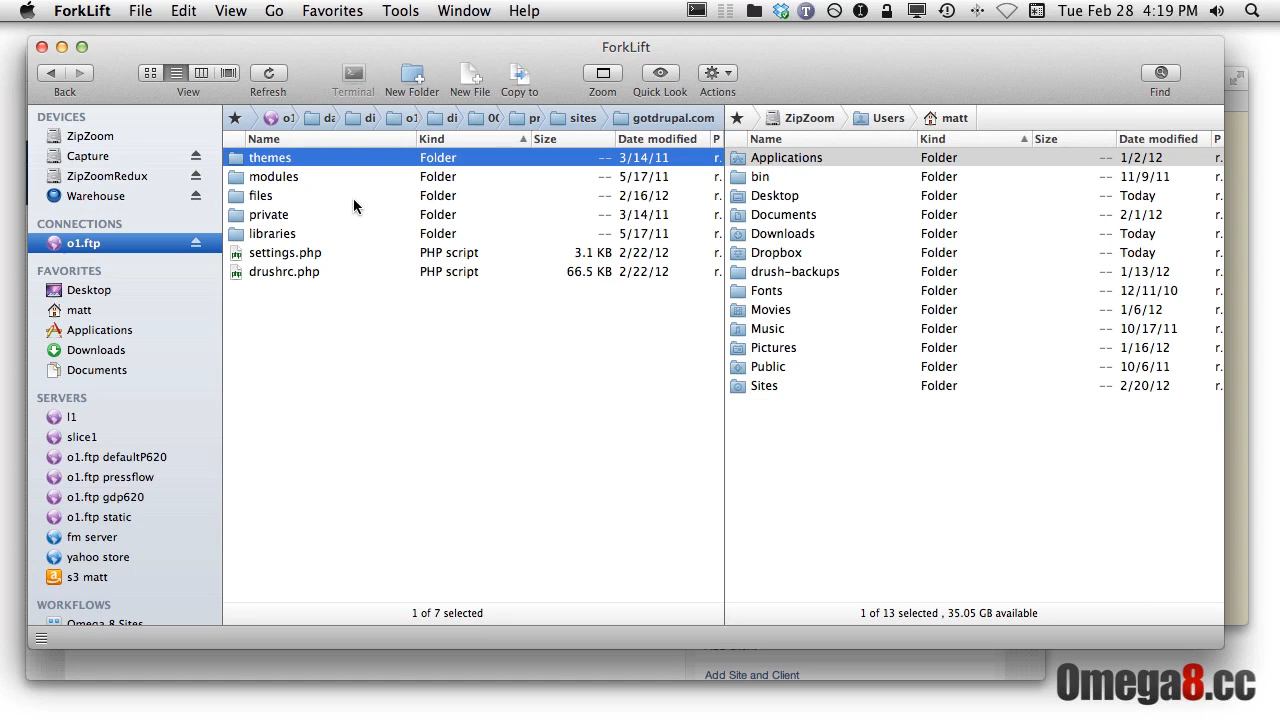 ForkLift File Edit View Go Favorites Tools Window Help Tue Feb 28 4:19 PM
ForkLift
Back View Refresh Terminal New Folder New File Copy to Zoom Quick Look Actions Find
DEVICES
ZipZoom
Capture
ZipZoomRedux
Warehouse
CONNECTIONS
o1.ftp
FAVORITES
Desktop
matt
Applications
Downloads
Documents
SERVERS
l1
slice1
o1.ftp defaultP620
o1.ftp pressflow
o1.ftp gdp620
o1.ftp static
fm server
yahoo store
s3 matt
WORKFLOWS
Omega 8 Sites
o1 da di o1 di 00 pr sites gotdrupal.com
Name Kind Size Date modified P
themes Folder -- 3/14/11 r.
modules Folder -- 5/17/11 r.
files Folder -- 2/16/12 r.
private Folder -- 3/14/11 r.
libraries Folder -- 5/17/11 r.
settings.php PHP script 3.1 KB 2/22/12 r.
drushrc.php PHP script 66.5 KB 2/22/12 r.
1 of 7 selected
ZipZoom Users matt
Name Kind Size Date modified P
Applications Folder -- 1/2/12 r.
bin Folder -- 11/9/11 r.
Desktop Folder -- Today r.
Documents Folder -- 2/1/12 r.
Downloads Folder -- Today r.
Dropbox Folder -- Today r.
drush-backups Folder -- 1/13/12 r.
Fonts Folder -- 12/11/10 r.
Movies Folder -- 1/6/12 r.
Music Folder -- 10/17/11 r.
Pictures Folder -- 1/16/12 r.
Public Folder -- 10/6/11 r.
Sites Folder -- 2/20/12 r.
1 of 13 selected , 35.05 GB available
Add Site and Client
Omega8.cc